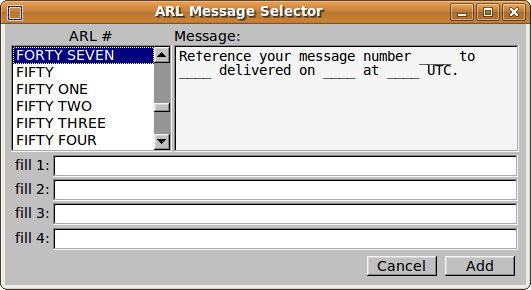 ARL Message Selector
ARL #
FORTY SEVEN
FIFTY
FIFTY ONE
FIFTY TWO
FIFTY THREE
FIFTY FOUR
Message:
Reference your message number ____ to
____ delivered on ____ at ____ UTC.
fill 1:
fill 2:
fill 3:
fill 4:
Cancel
Add